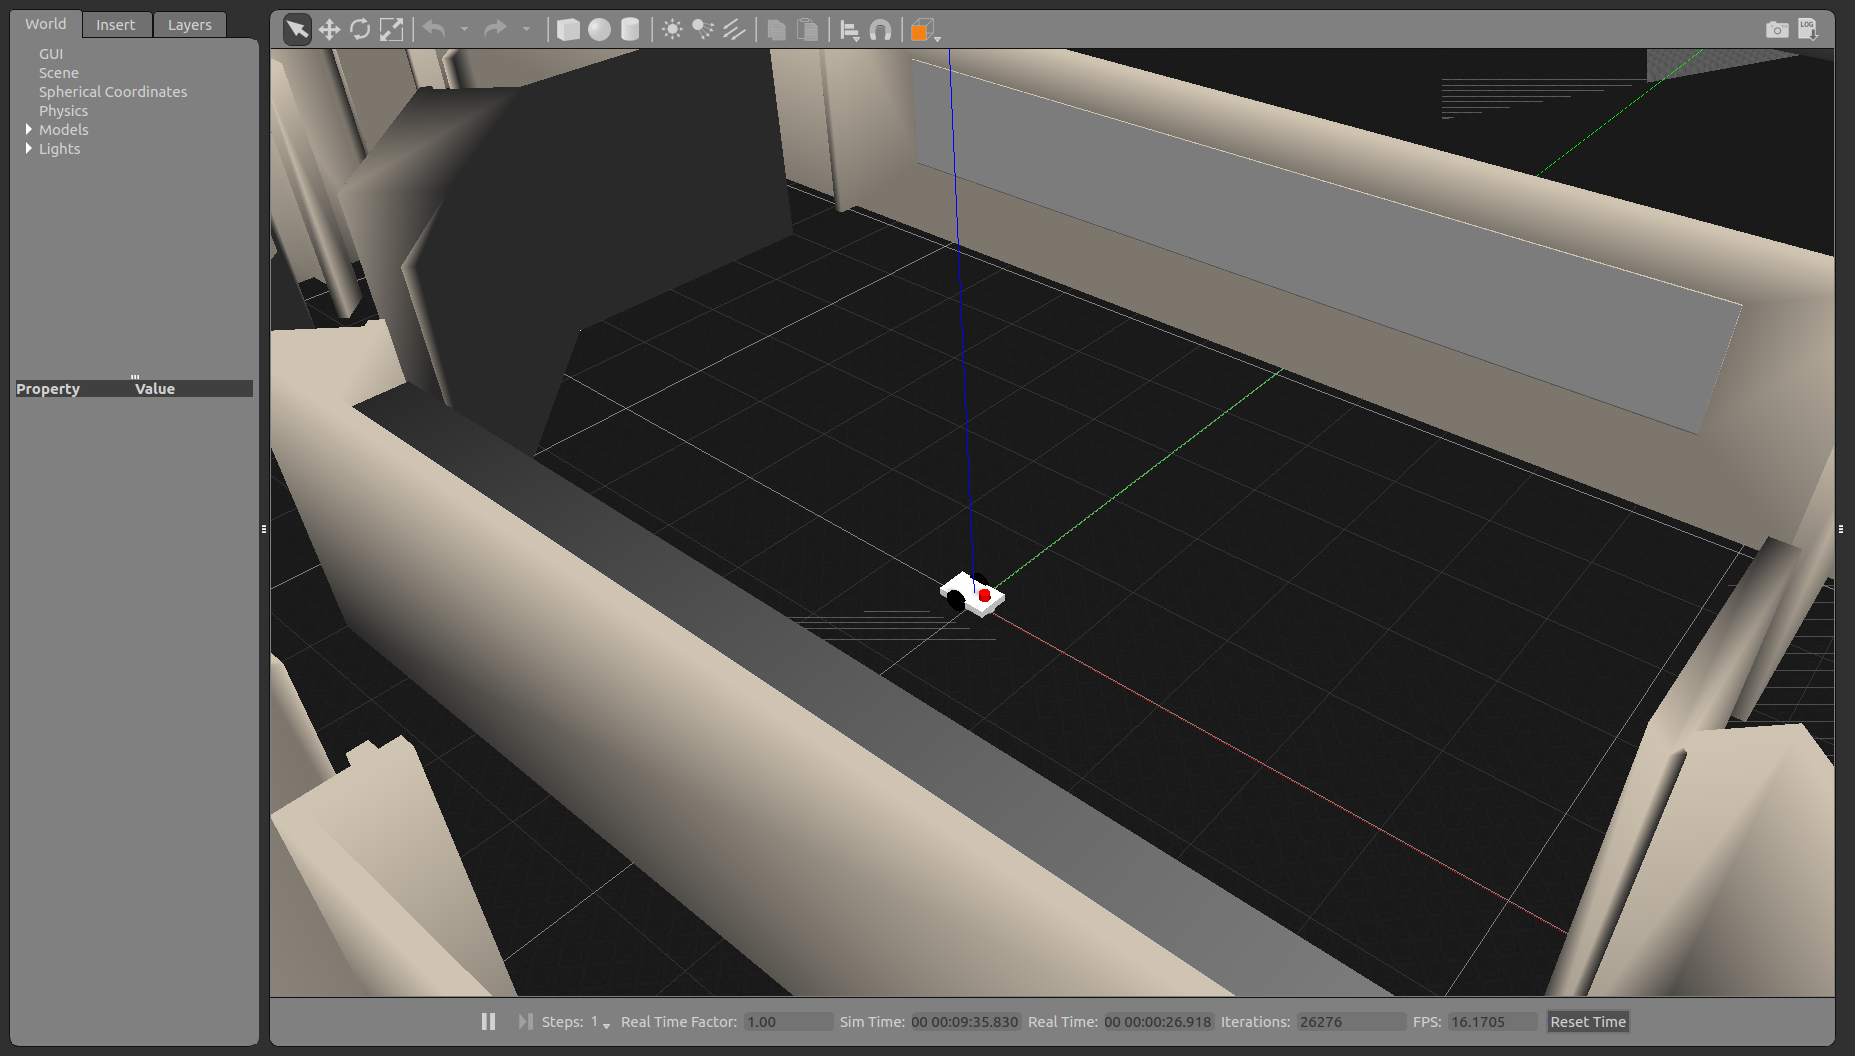 World Insert Layers
GUI
Scene
Spherical Coordinates
Physics
Models
Lights
Property Value
LOG
Steps: 1 Real Time Factor: 1.00 Sim Time: 00 00:09:35.830 Real Time: 00 00:00:26.918 Iterations: 26276 FPS: 16.1705 Reset Time